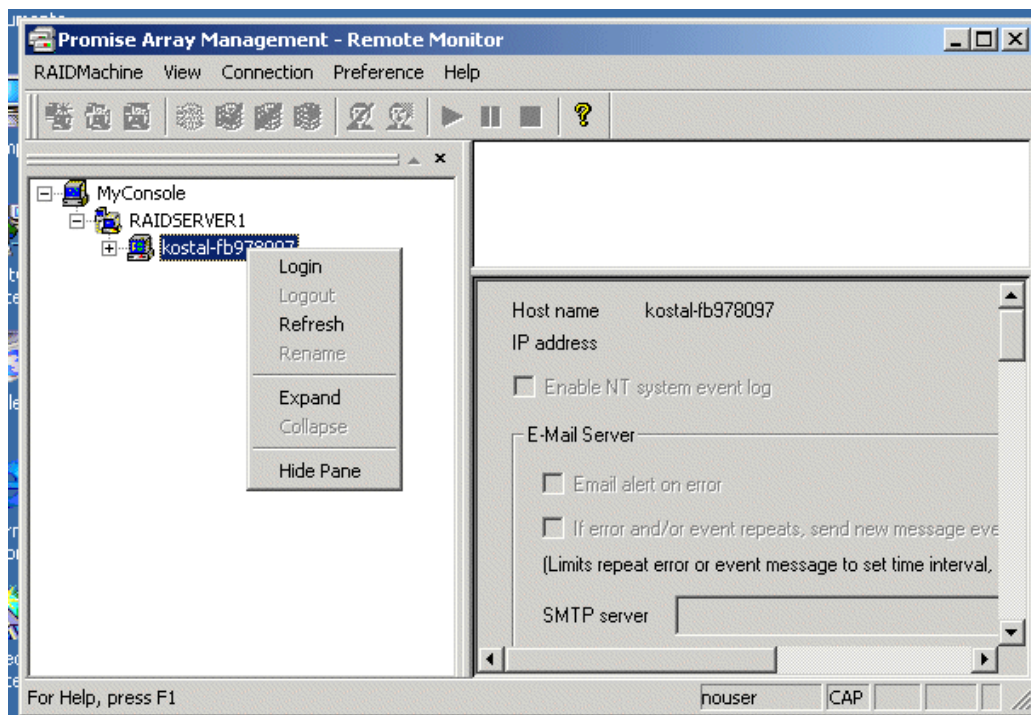 Promise Array Management - Remote Monitor
RAIDMachine View Connection Preference Help
MyConsole
RAIDSERVER1
kostal-fb978097
Login
Logout
Refresh
Rename
Expand
Collapse
Hide Pane
Host name kostal-fb978097
IP address
Enable NT system event log
E-Mail Server
Email alert on error
If error and/or event repeats, send new message eve
(Limits repeat error or event message to set time interval,
SMTP server
For Help, press F1
nouser
CAP